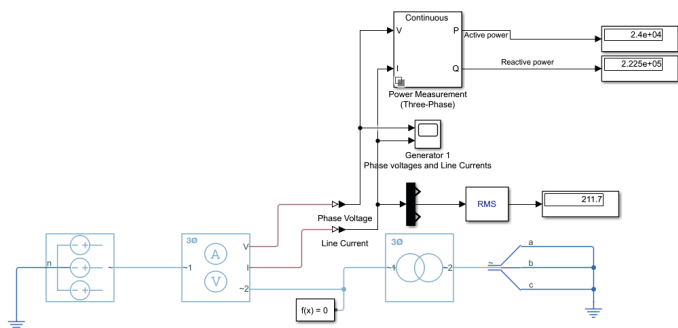 Continuous
V
P
Active power
2.4e+04
I
Q
Reactive power
2.225e+05
Power Measurement
(Three-Phase)
Generator 1
Phase voltages and Line Currents
RMS
211.7
Phase Voltage
Line Current
n
~1
3Ø
A
V
V
I
~2
f(x) = 0
3Ø
~1
~2
~
a
b
c